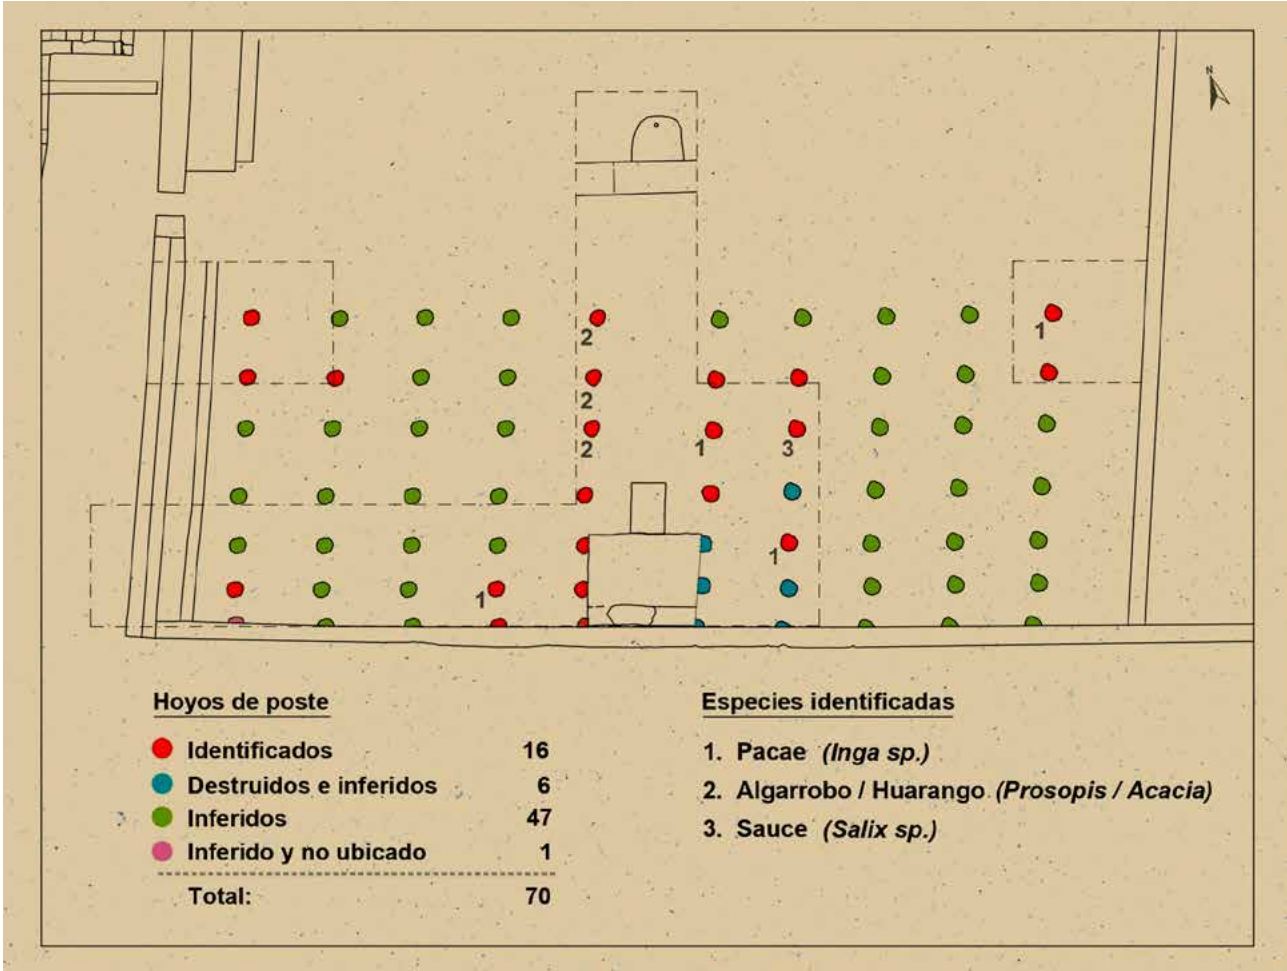 N
2
1
2
2
1
3
1
1
Hoyos de poste
Identificados 16
Destruidos e inferidos 6
Inferidos 47
Inferido y no ubicado 1
Total: 70
Especies identificadas
1. Pacae (Inga sp.)
2. Algarrobo / Huarango (Prosopis / Acacia)
3. Sauce (Salix sp.)